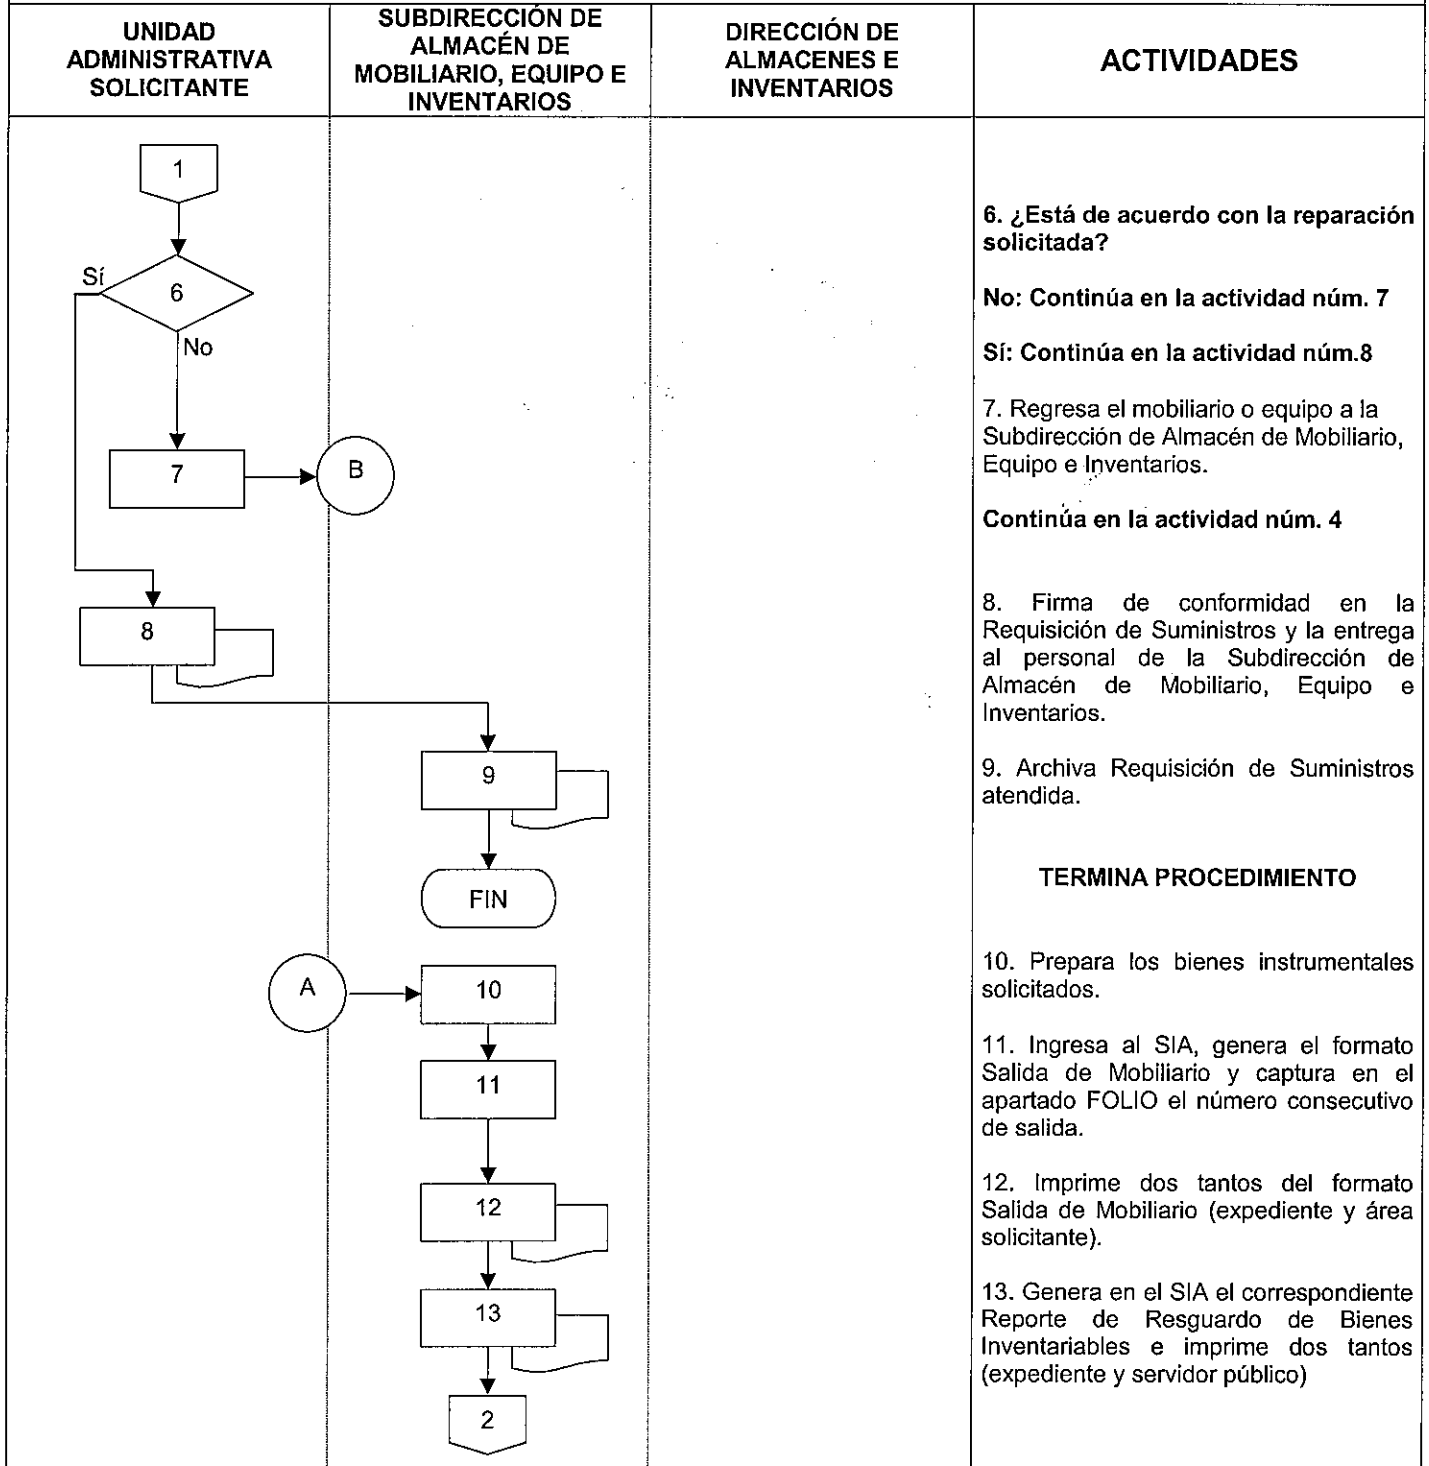 UNIDAD
ADMINISTRATIVA
SOLICITANTE
SUBDIRECCIÓN DE
ALMACÉN DE
MOBILIARIO, EQUIPO E
INVENTARIOS
DIRECCIÓN DE
ALMACENES E
INVENTARIOS
ACTIVIDADES
1
Sí
6
No
7
B
8
9
FIN
A
10
11
12
13
2
6. ¿Está de acuerdo con la reparación
solicitada?
No: Continúa en la actividad núm. 7
Sí: Continúa en la actividad núm.8
7. Regresa el mobiliario o equipo a la
Subdirección de Almacén de Mobiliario,
Equipo e Inventarios.
Continúa en la actividad núm. 4
8. Firma de conformidad en la
Requisición de Suministros y la entrega
al personal de la Subdirección de
Almacén de Mobiliario, Equipo e
Inventarios.
9. Archiva Requisición de Suministros
atendida.
TERMINA PROCEDIMIENTO
10. Prepara los bienes instrumentales
solicitados.
11. Ingresa al SIA, genera el formato
Salida de Mobiliario y captura en el
apartado FOLIO el número consecutivo
de salida.
12. Imprime dos tantos del formato
Salida de Mobiliario (expediente y área
solicitante).
13. Genera en el SIA el correspondiente
Reporte de Resguardo de Bienes
Inventariables e imprime dos tantos
(expediente y servidor público)